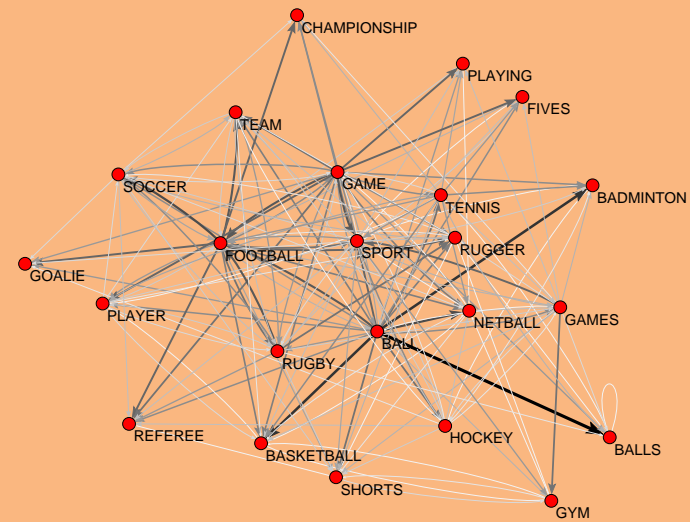 CHAMPIONSHIP
PLAYING
FIVES
TEAM
SOCCER
GAME
BADMINTON
TENNIS
RUGGER
FOOTBALL
SPORT
GOALIE
PLAYER
NETBALL
GAMES
BALL
RUGBY
REFEREE
HOCKEY
BASKETBALL
BALLS
SHORTS
GYM